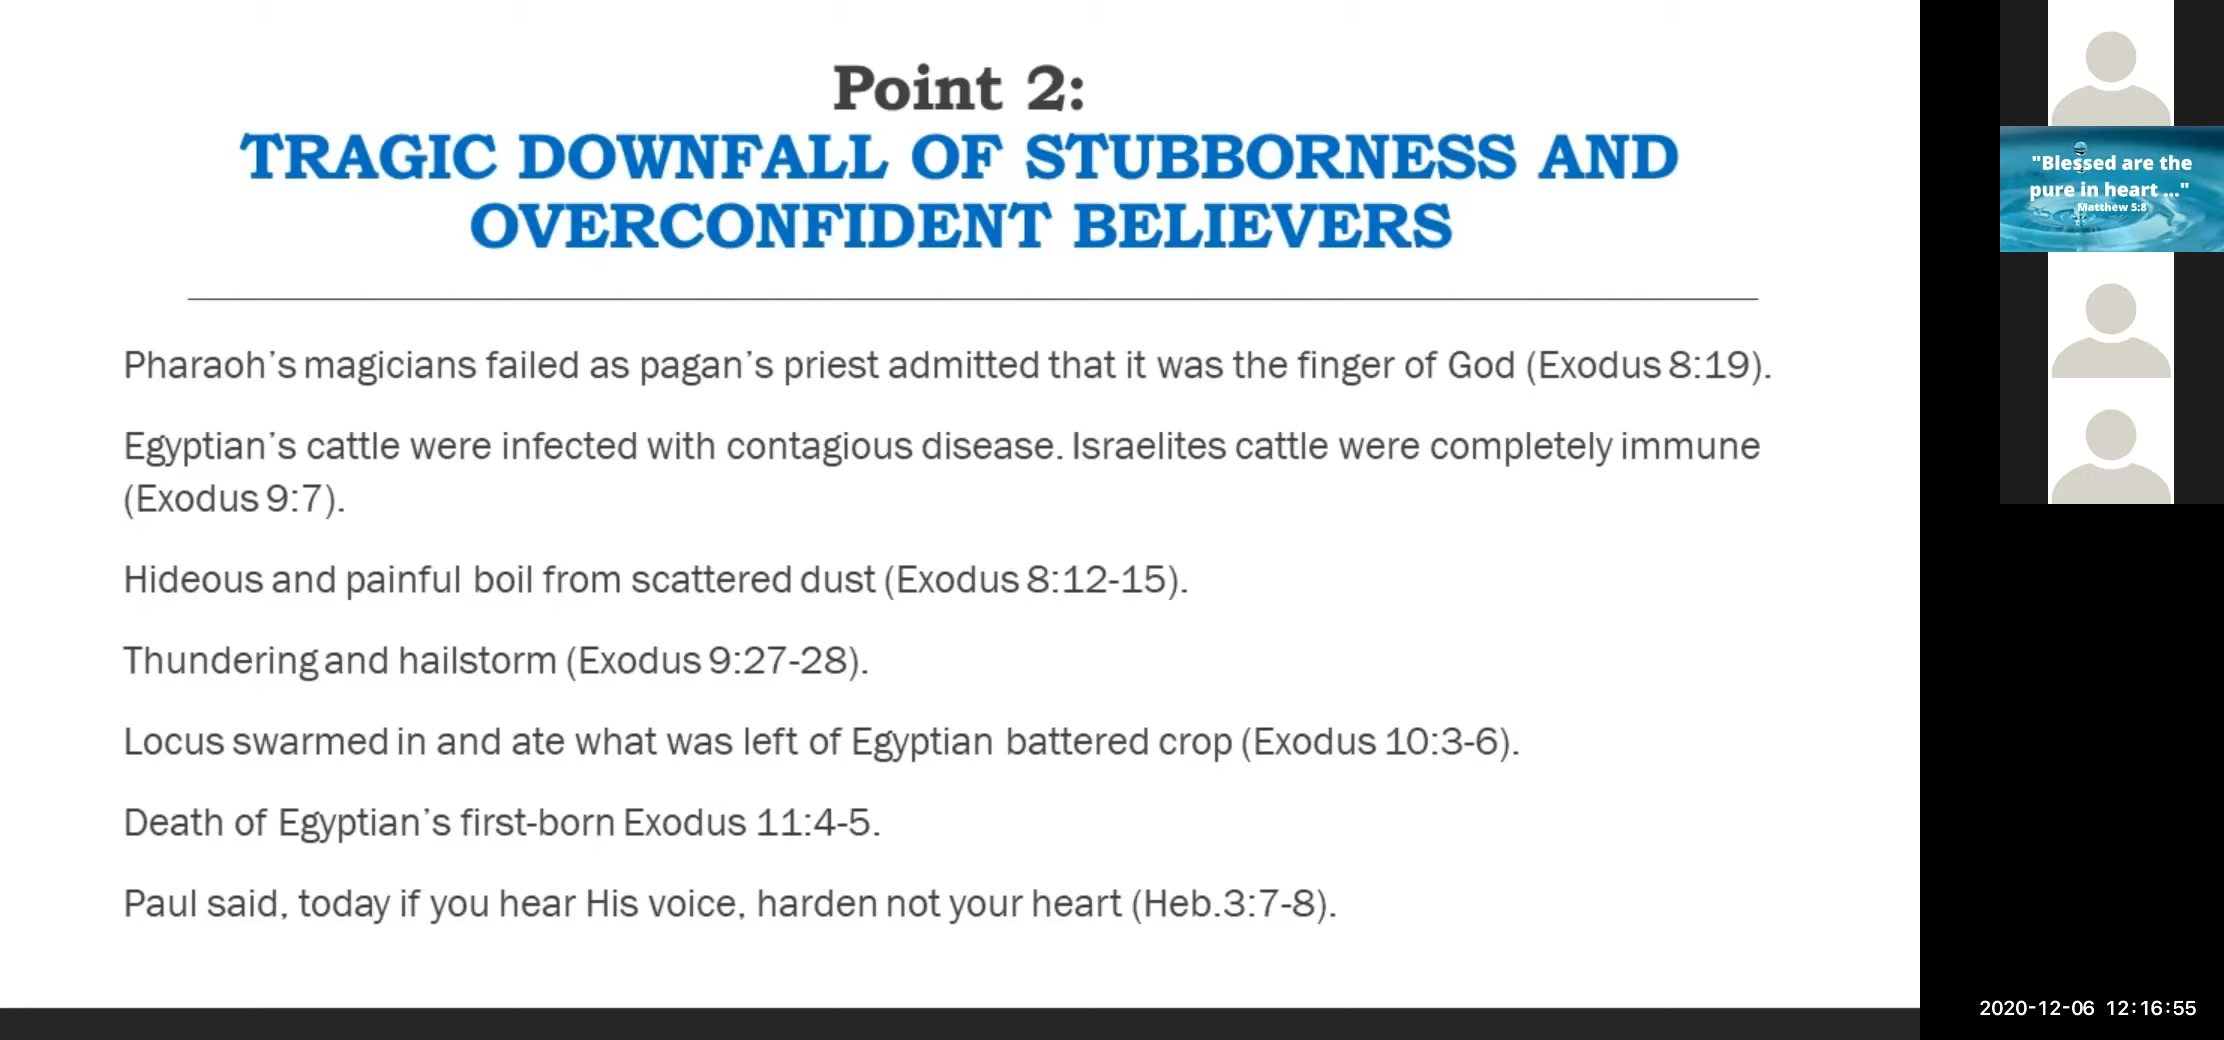 Point 2:
TRAGIC DOWNFALL OF STUBBORNESS AND
OVERCONFIDENT BELIEVERS
Pharaoh’s magicians failed as pagan’s priest admitted that it was the finger of God (Exodus 8:19).
Egyptian’s cattle were infected with contagious disease. Israelites cattle were completely immune
(Exodus 9:7).
Hideous and painful boil from scattered dust (Exodus 8:12-15).
Thundering and hailstorm (Exodus 9:27-28).
Locus swarmed in and ate what was left of Egyptian battered crop (Exodus 10:3-6).
Death of Egyptian’s first-born Exodus 11:4-5.
Paul said, today if you hear His voice, harden not your heart (Heb.3:7-8).
"Blessed are the
pure in heart ..."
Matthew 5:8
2020-12-06 12:16:55